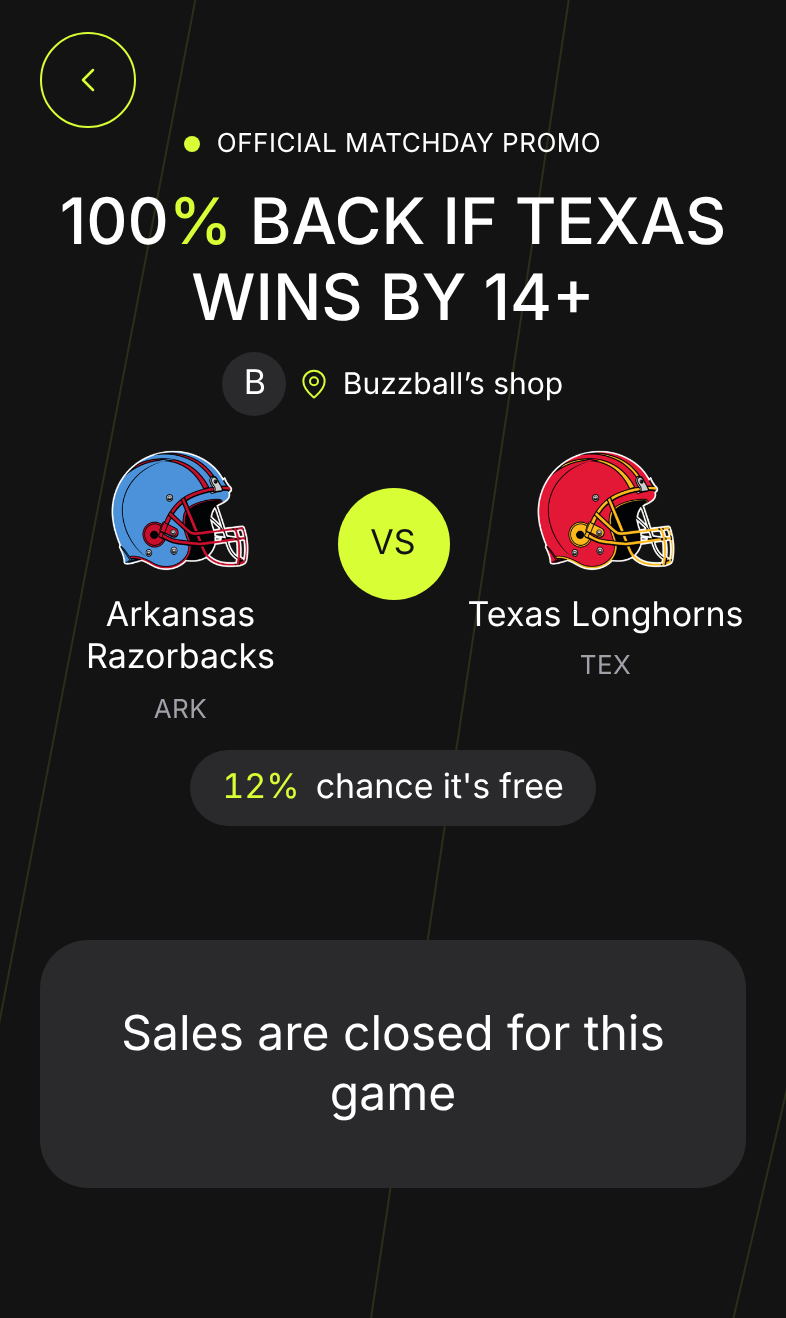 OFFICIAL MATCHDAY PROMO
100% BACK IF TEXAS
WINS BY 14+
B Buzzball’s shop
VS
Arkansas
Razorbacks
ARK
Texas Longhorns
TEX
12% chance it's free
Sales are closed for this
game